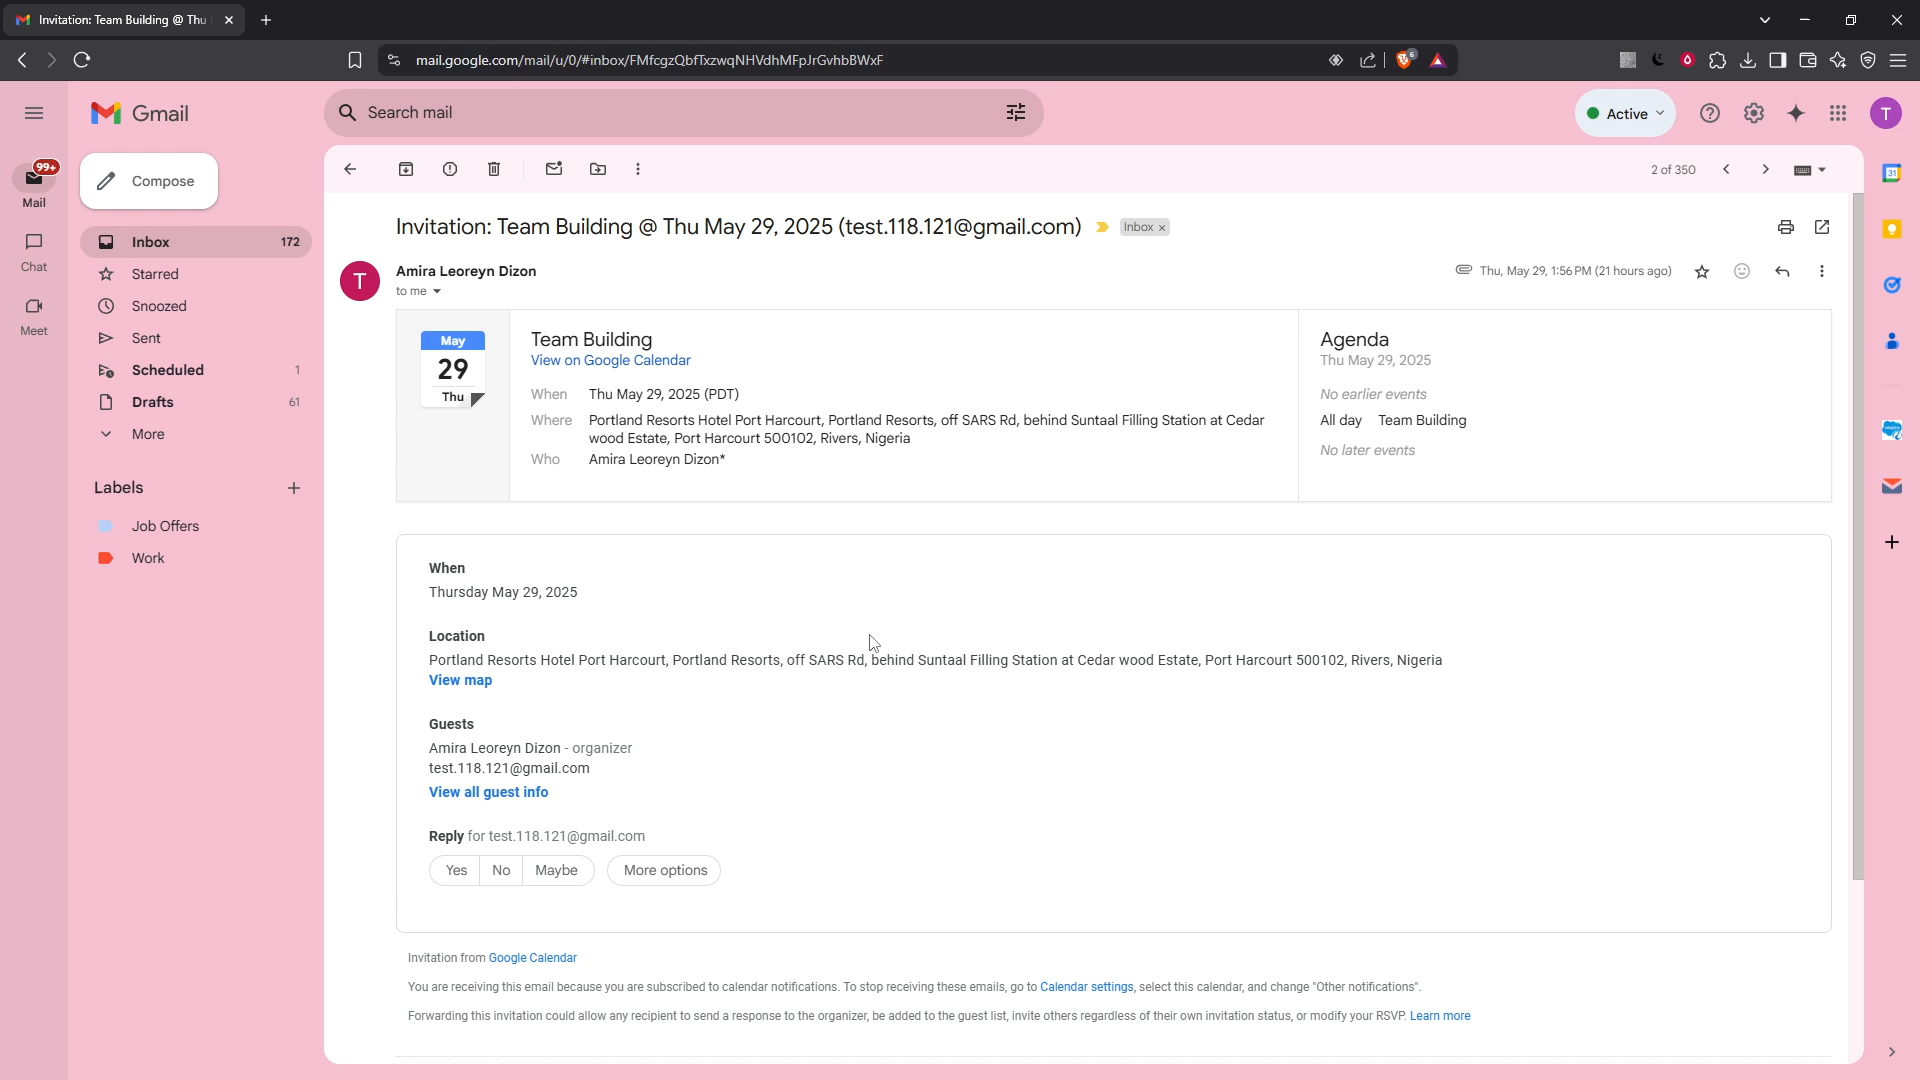 Invitation: Team Building @ Thu
mail.google.com/mail/u/0/#inbox/FMfcgzQbfTxzwqNHVdhMFpJrGvhbBWxF
6
Gmail
Search mail
Active
T
99+
Mail
Chat
Meet
Compose
Inbox 172
Starred
Snoozed
Sent
Scheduled 1
Drafts 61
More
Labels
Job Offers
Work
2 of 350
31
Invitation: Team Building @ Thu May 29, 2025 (test.118.121@gmail.com)
Inbox x
T
Amira Leoreyn Dizon
to me
Thu, May 29, 1:56 PM (21 hours ago)
May
29
Thu
Team Building
View on Google Calendar
When Thu May 29, 2025 (PDT)
Where Portland Resorts Hotel Port Harcourt, Portland Resorts, off SARS Rd, behind Suntaal Filling Station at Cedar
wood Estate, Port Harcourt 500102, Rivers, Nigeria
Who Amira Leoreyn Dizon*
Agenda
Thu May 29, 2025
No earlier events
All day Team Building
No later events
When
Thursday May 29, 2025
Location
Portland Resorts Hotel Port Harcourt, Portland Resorts, off SARS Rd, behind Suntaal Filling Station at Cedar wood Estate, Port Harcourt 500102, Rivers, Nigeria
View map
Guests
Amira Leoreyn Dizon - organizer
test.118.121@gmail.com
View all guest info
Reply for test.118.121@gmail.com
Yes No Maybe More options
Invitation from Google Calendar
You are receiving this email because you are subscribed to calendar notifications. To stop receiving these emails, go to Calendar settings, select this calendar, and change "Other notifications".
Forwarding this invitation could allow any recipient to send a response to the organizer, be added to the guest list, invite others regardless of their own invitation status, or modify your RSVP. Learn more